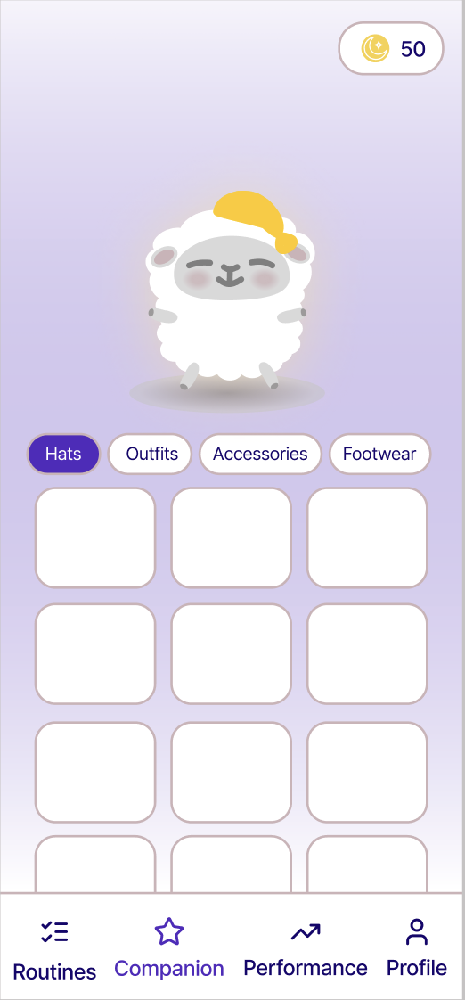 50
Hats
Outfits
Accessories
Footwear
Routines
Companion
Performance
Profile